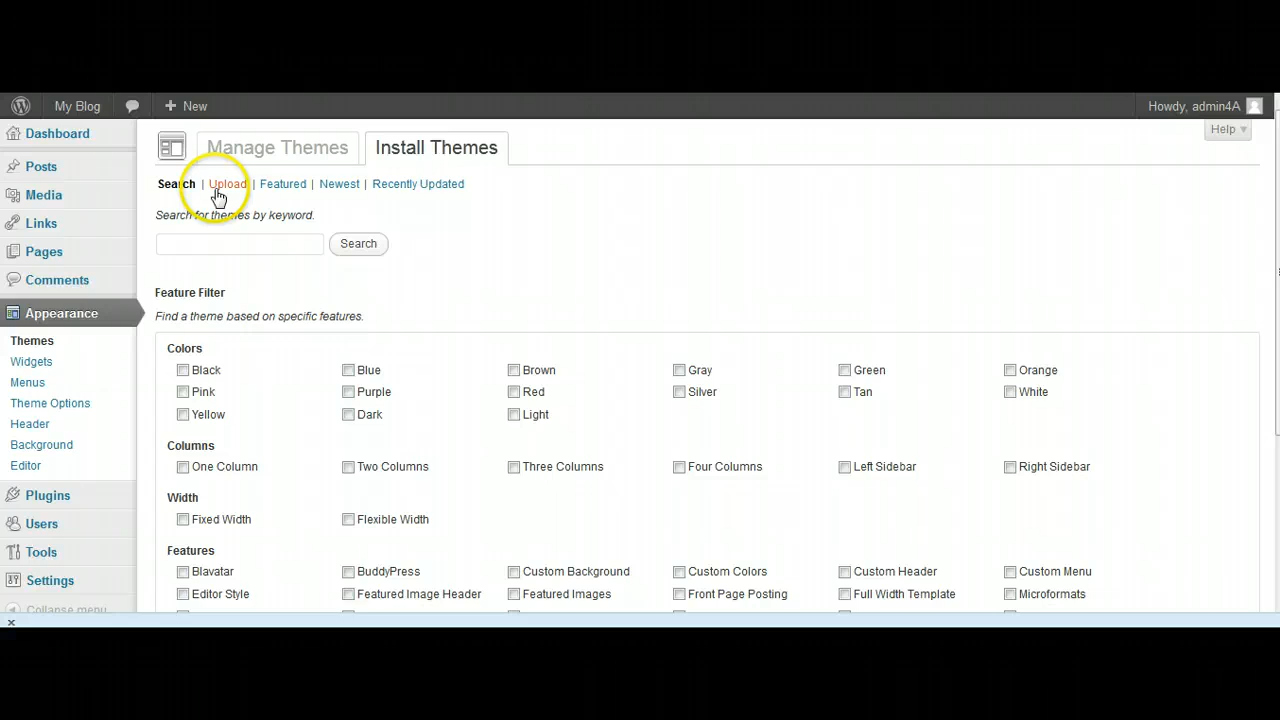 My Blog + New Howdy, admin4A
Dashboard
Posts
Media
Links
Pages
Comments
Appearance
Themes
Widgets
Menus
Theme Options
Header
Background
Editor
Plugins
Users
Tools
Settings
Collapse menu
Help
Manage Themes Install Themes
Search | Upload | Featured | Newest | Recently Updated
Search for themes by keyword.
Search
Feature Filter
Find a theme based on specific features.
Colors
Black Blue Brown Gray Green Orange
Pink Purple Red Silver Tan White
Yellow Dark Light
Columns
One Column Two Columns Three Columns Four Columns Left Sidebar Right Sidebar
Width
Fixed Width Flexible Width
Features
Blavatar BuddyPress Custom Background Custom Colors Custom Header Custom Menu
Editor Style Featured Image Header Featured Images Front Page Posting Full Width Template Microformats